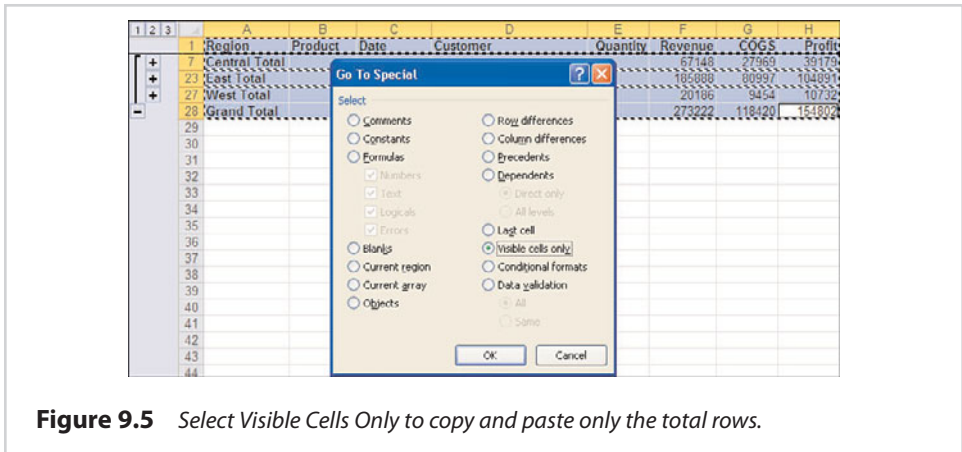 1 2 3 A B C D E F G H
1 Region Product Date Customer Quantity Revenue COGS Profit
7 Central Total 67148 27969 39179
23 East Total 185888 80997 104891
27 West Total 20186 9454 10732
28 Grand Total 273222 118420 154802
29
30
31
32
33
34
35
36
37
38
39
40
41
42
43
44
Go To Special
Select
Comments
Constants
Formulas
Numbers
Text
Logicals
Errors
Blanks
Current region
Current array
Objects
Row differences
Column differences
Precedents
Dependents
Direct only
All levels
Last cell
Visible cells only
Conditional formats
Data validation
All
Same
OK Cancel
Figure 9.5 Select Visible Cells Only to copy and paste only the total rows.